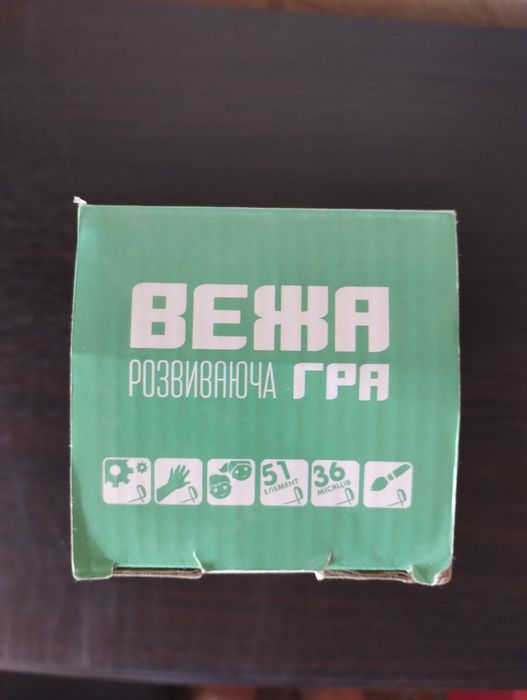 ВЕЖА
РОЗВИВАЮЧА ГРА
51
ЕЛЕМЕНТ
36
МІСЯЦІВ